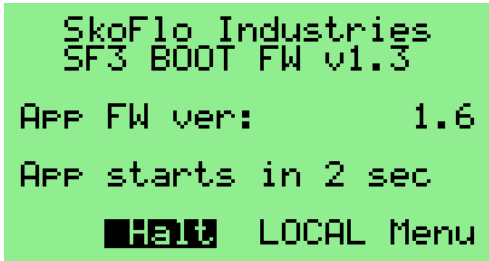 SkoFlo Industries
SF3 BOOT FW v1.3
App FW ver: 1.6
App starts in 2 sec
Halt LOCAL Menu